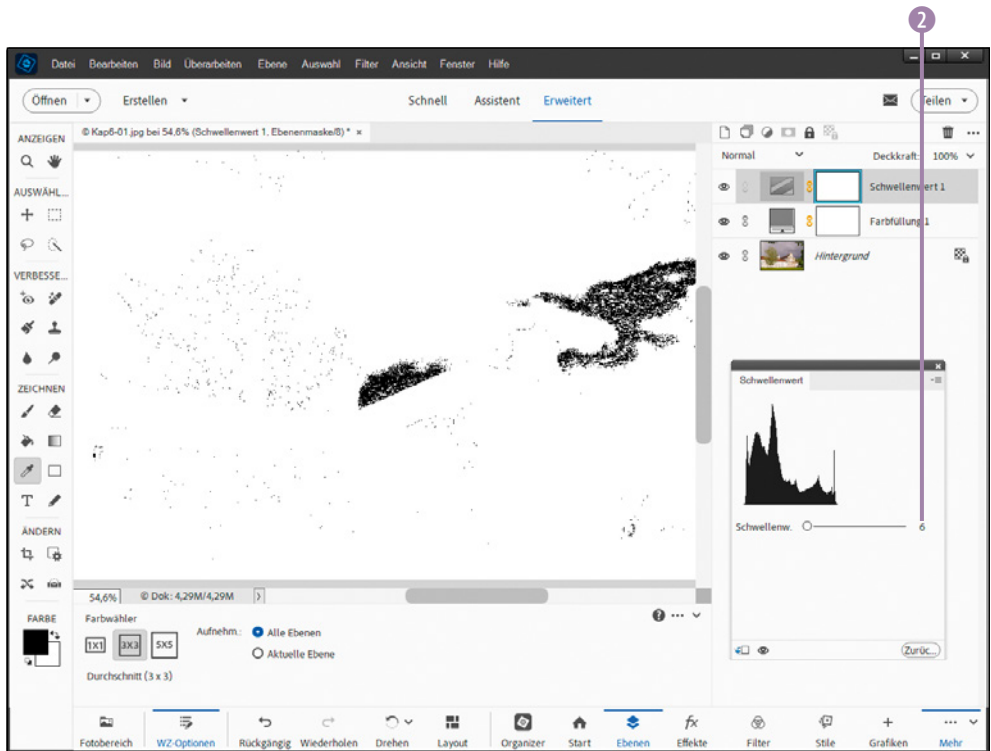 2
Datei Bearbeiten Bild Überarbeiten Ebene Auswahl Filter Ansicht Fenster Hilfe
Öffnen Erstellen Schnell Assistent Erweitert Teilen
ANZEIGEN
© Kap6-01.jpg bei 54,6% (Schwellenwert 1, Ebenenmaske/8) * ×
Normal Deckkraft: 100%
AUSWÄHL...
Schwellenwert 1
Farbfüllung 1
VERBESSE...
Hintergrund
Schwellenwert
ZEICHNEN
T
Schwellenw. 6
ÄNDERN
54,6% © Dok: 4,29M/4,29M
FARBE
Farbwähler
Aufnehm.: Alle Ebenen
1X1 3X3 5X5
Aktuelle Ebene
Zurüc...
Durchschnitt (3 x 3)
Fotobereich WZ-Optionen Rückgängig Wiederholen Drehen Layout Organizer Start Ebenen Effekte Filter Stile Grafiken Mehr